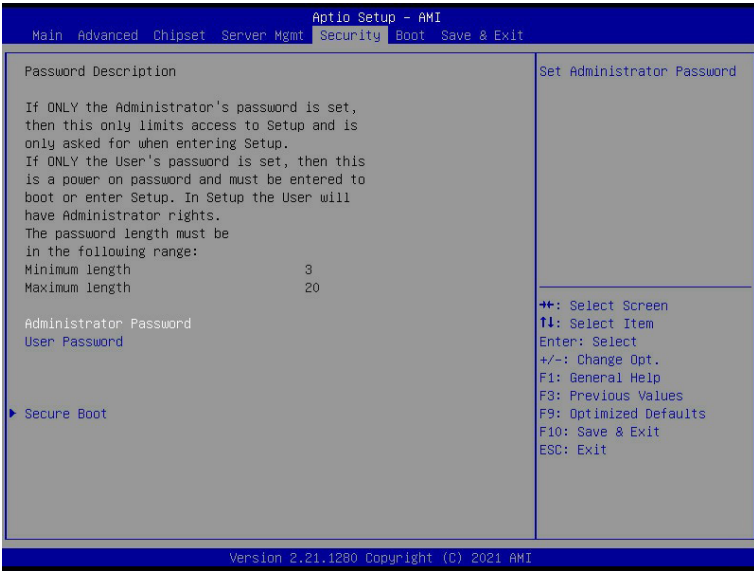 Aptio Setup – AMI
Main Advanced Chipset Server Mgmt Security Boot Save & Exit
Password Description
If ONLY the Administrator's password is set,
then this only limits access to Setup and is
only asked for when entering Setup.
If ONLY the User's password is set, then this
is a power on password and must be entered to
boot or enter Setup. In Setup the User will
have Administrator rights.
The password length must be
in the following range:
Minimum length 3
Maximum length 20
Administrator Password
User Password
Secure Boot
Set Administrator Password
→←: Select Screen
↑↓: Select Item
Enter: Select
+/-: Change Opt.
F1: General Help
F3: Previous Values
F9: Optimized Defaults
F10: Save & Exit
ESC: Exit
Version 2.21.1280 Copyright (C) 2021 AMI